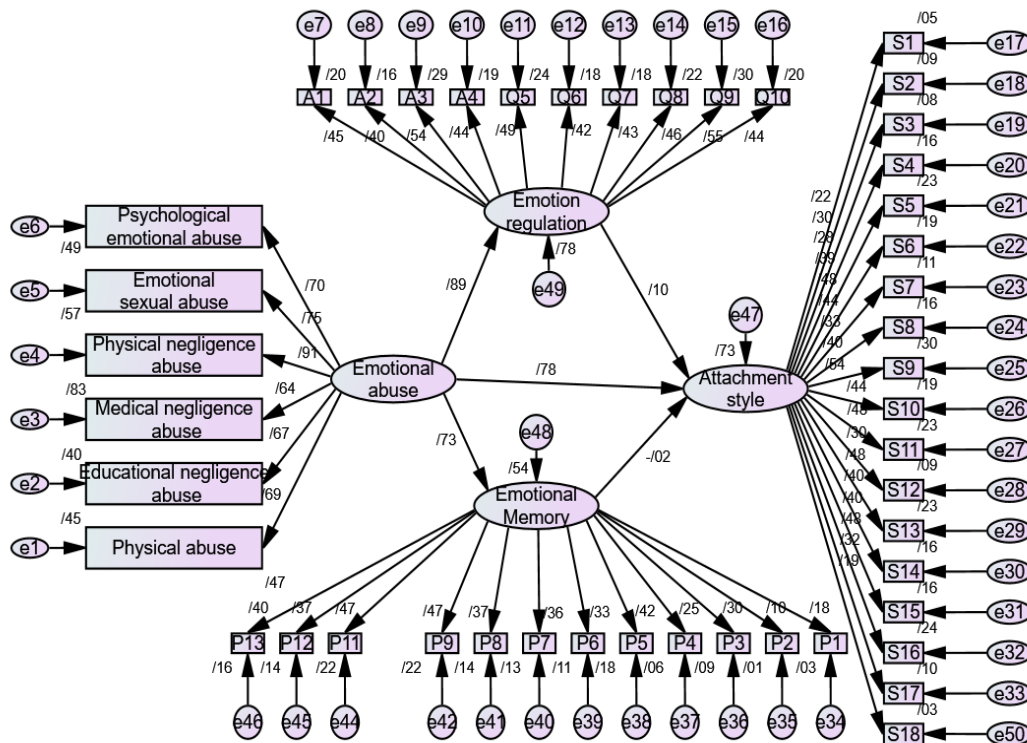 e7 e8 e9 e10 e11 e12 e13 e14 e15 e16
/20 /16 /29 /19 /24 /18 /18 /22 /30 /20
A1 A2 A3 A4 Q5 Q6 Q7 Q8 Q9 Q10
/45 /40 /54 /44 /49 /42 /43 /46 /55 /44
Emotion
regulation
/78
e49
e6
/49
Psychological
emotional abuse
e5
/57
Emotional
sexual abuse
e4
Physical negligence
abuse
e3
/83
Medical negligence
abuse
e2
/40
Educational negligence
abuse
e1
/45
Physical abuse
/70
/75
/91
/64
/67
/69
Emotional
abuse
/89
/78
/73
/10
-/02
e47
/73
Attachment
style
e48
/54
Emotional
Memory
/47
/40 /37 /47 /47 /37 /36 /33 /42 /25 /30 /10 /18
P13 P12 P11 P9 P8 P7 P6 P5 P4 P3 P2 P1
/16 /14 /22 /22 /14 /13 /11 /18 /06 /09 /01 /03
e46 e45 e44 e42 e41 e40 e39 e38 e37 e36 e35 e34
/22
/30
/28
/39
/48
/44
/33
/40
/54
/44
/48
/30
/48
/40
/40
/48
/32
/19
/05
S1 e17
/09
S2 e18
/08
S3 e19
/16
S4 e20
/23
S5 e21
/19
S6 e22
/11
S7 e23
/16
S8 e24
/30
S9 e25
/19
S10 e26
/23
S11 e27
/09
S12 e28
/23
S13 e29
/16
S14 e30
/16
S15 e31
/24
S16 e32
/10
S17 e33
/03
S18 e50